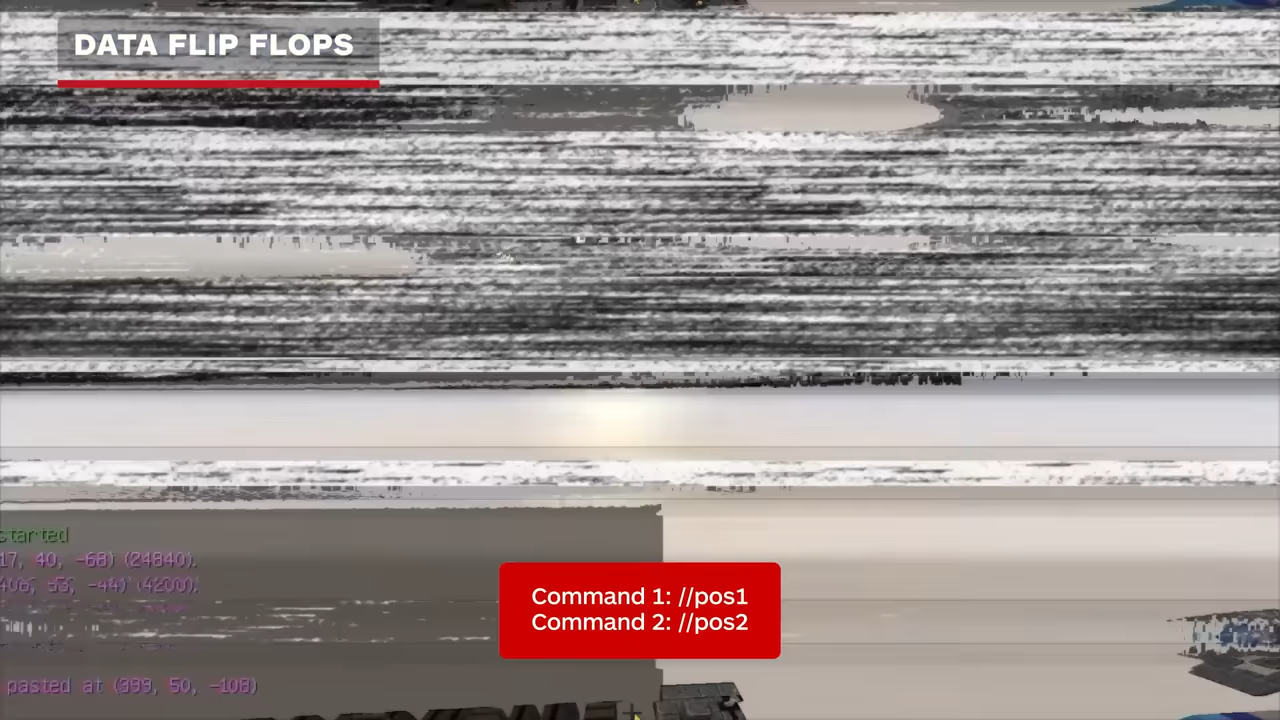 DATA FLIP FLOPS
started
17, 40, -68) (24840).
406, 53, -44) (4200).
Command 1: //pos1
Command 2: //pos2
pasted at (399, 50, -108)